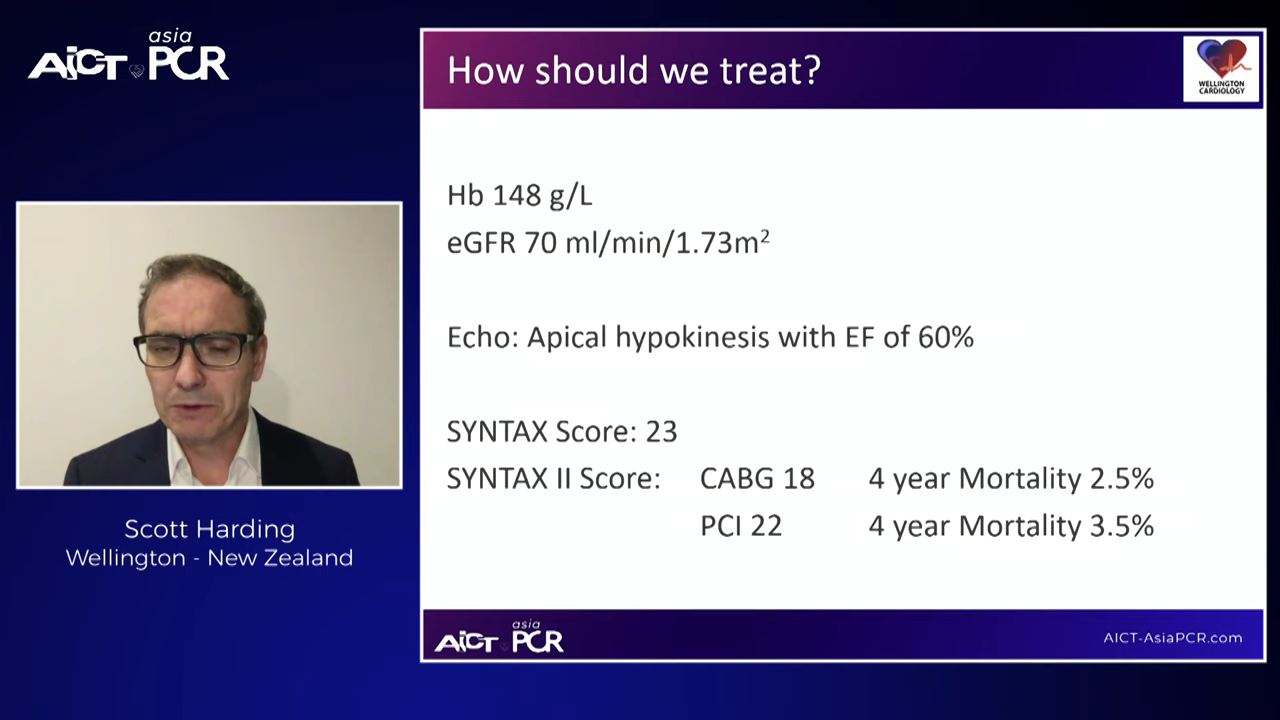 asia
AICT PCR
How should we treat?
WELLINGTON
CARDIOLOGY
Hb 148 g/L
eGFR 70 ml/min/1.73m²
Echo: Apical hypokinesis with EF of 60%
SYNTAX Score: 23
SYNTAX II Score: CABG 18 4 year Mortality 2.5%
PCI 22 4 year Mortality 3.5%
Scott Harding
Wellington - New Zealand
asia
AICT PCR
AICT-AsiaPCR.com